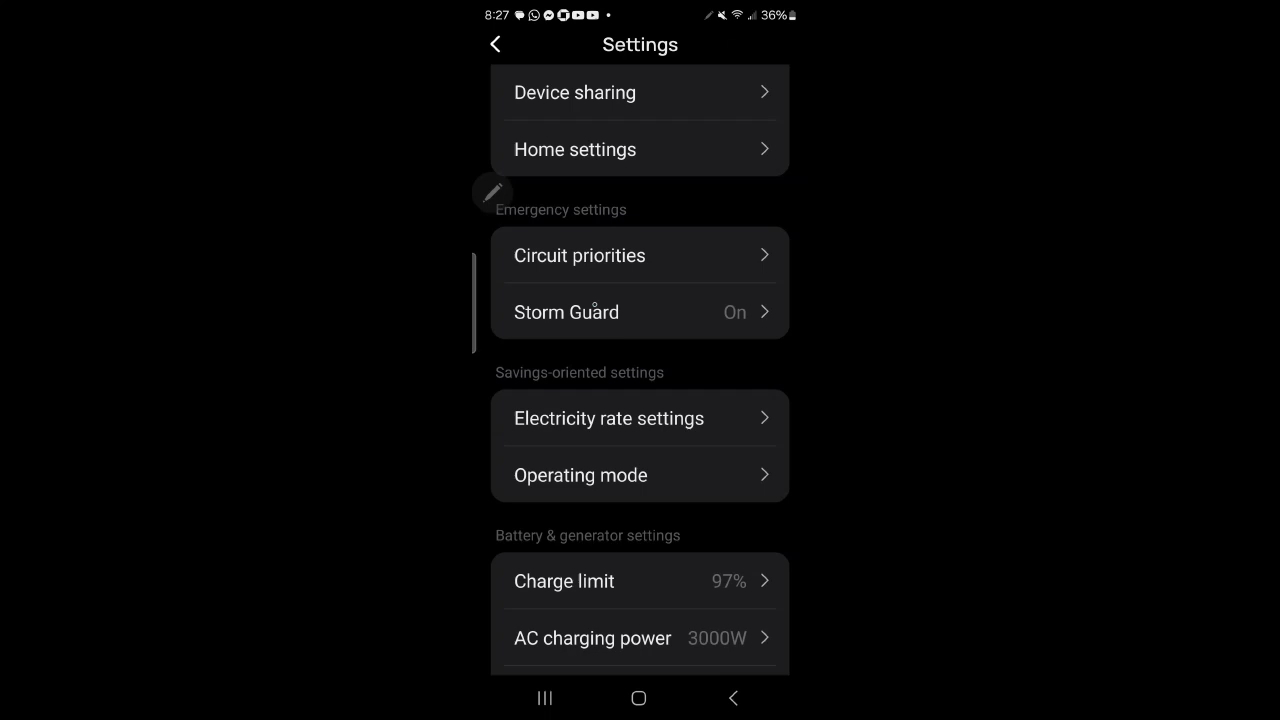 8:27 36%
Settings
Device sharing
Home settings
Emergency settings
Circuit priorities
Storm Guard On
Savings-oriented settings
Electricity rate settings
Operating mode
Battery & generator settings
Charge limit 97%
AC charging power 3000W